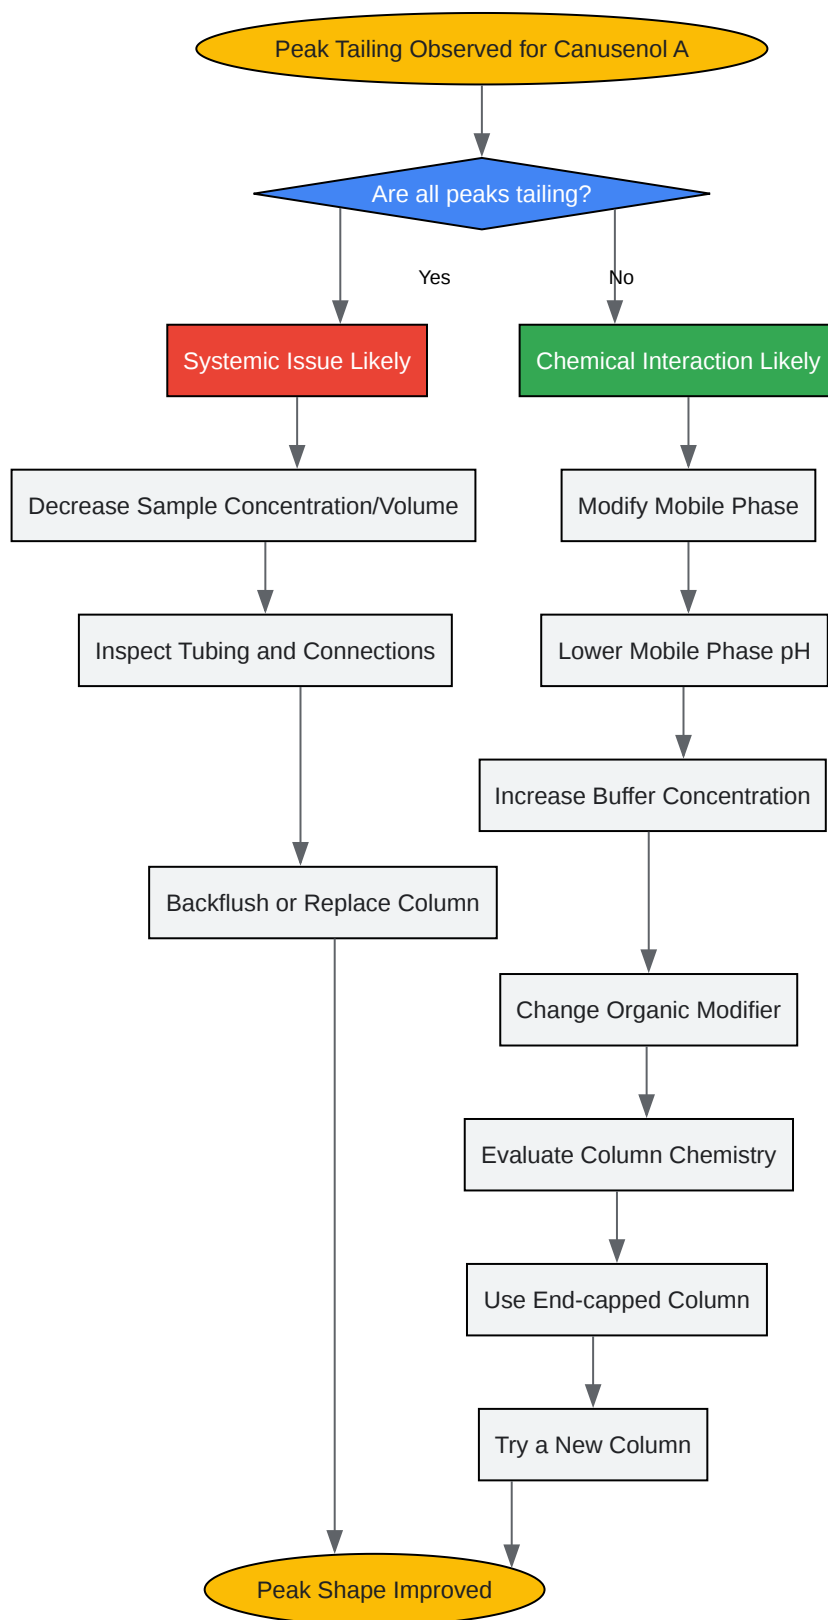 Peak Tailing Observed for Canusenol A
Are all peaks tailing?
Yes
No
Systemic Issue Likely
Chemical Interaction Likely
Decrease Sample Concentration/Volume
Modify Mobile Phase
Inspect Tubing and Connections
Lower Mobile Phase pH
Increase Buffer Concentration
Backflush or Replace Column
Change Organic Modifier
Evaluate Column Chemistry
Use End-capped Column
Try a New Column
Peak Shape Improved